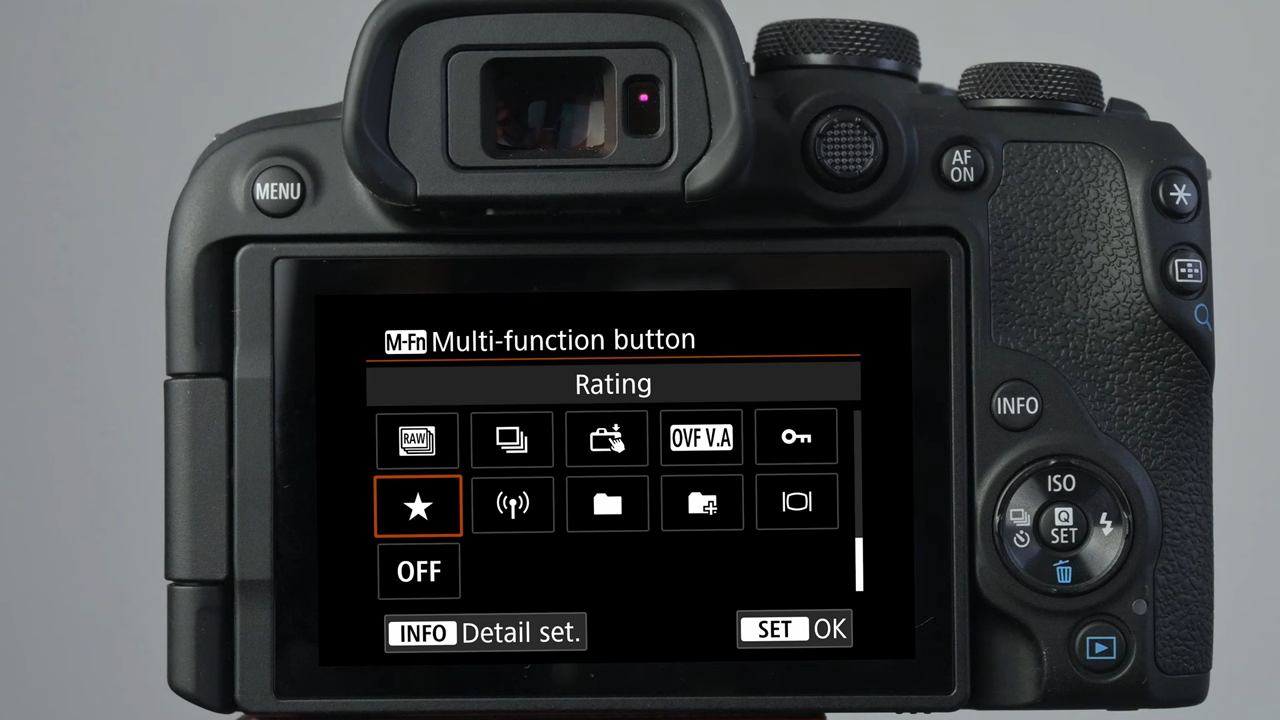 MENU
AF
ON
M-Fn Multi-function button
Rating
RAW
OVF V.A
OFF
INFO Detail set.
SET OK
INFO
ISO
Q
SET